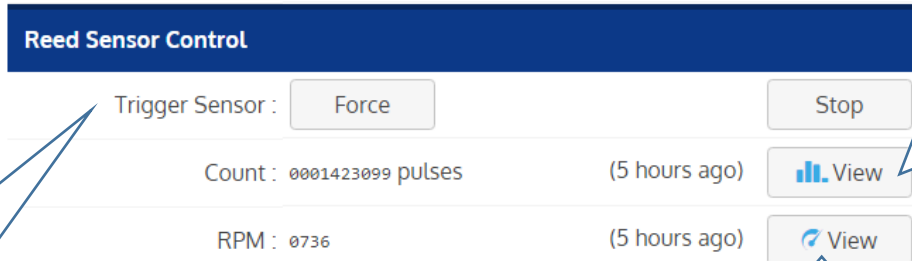 Reed Sensor Control
Trigger Sensor : Force Stop
Count : 0001423099 pulses (5 hours ago) View
RPM : 0736 (5 hours ago) View